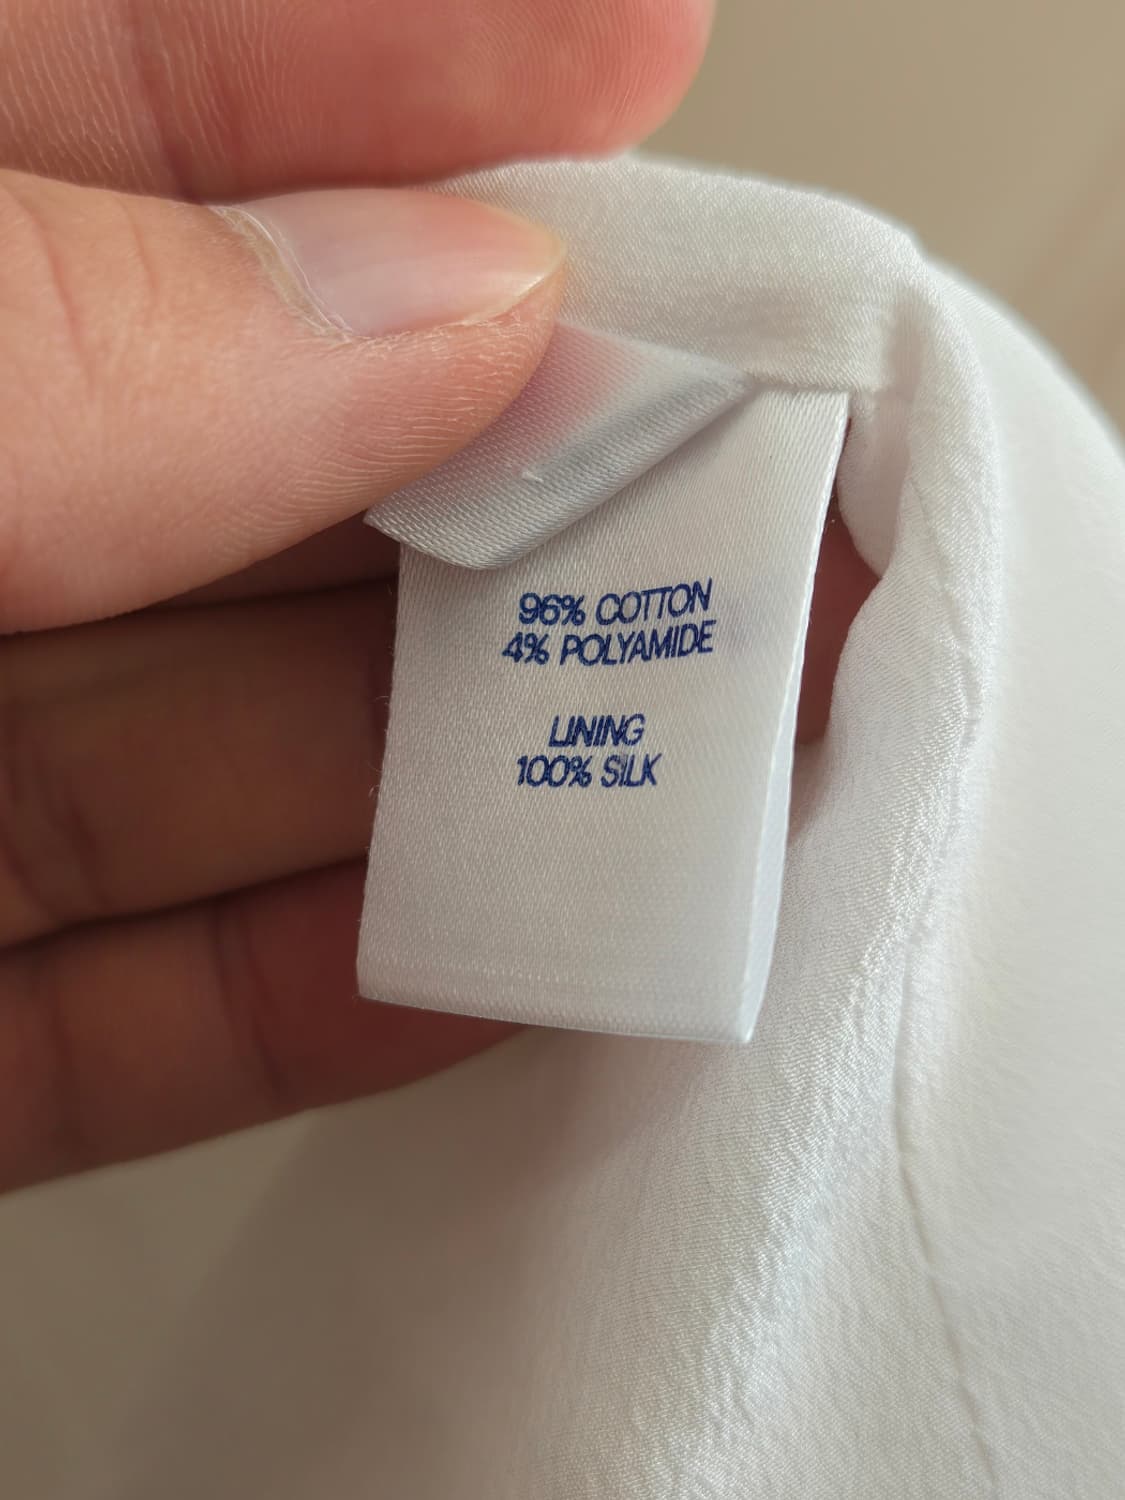 96% COTTON
4% POLYAMIDE
LINING
100% SILK